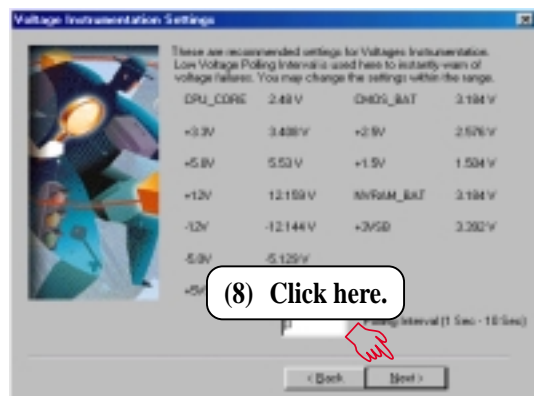 Voltage Instrumentation Settings
These are recommended settings for Voltages Instrumentation.
Low Voltage Polling Interval is used here to instantly warn of
voltage failures. You may change the settings within the range.
CPU_CORE 2.48 V CMOS_BAT 3.184 V
+3.3V 3.408 V +2.5V 2.576 V
+5.0V 5.53 V +1.5V 1.504 V
+12V 12.159 V NVRAM_BAT 3.184 V
-12V -12.144 V +3VSB 3.392 V
-5.0V -5.129 V
(8) Click here.
Polling Interval (1 Sec - 10 Sec)
< Back Next >